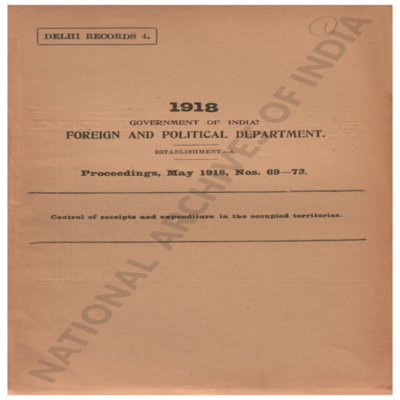 DELHI RECORDS 4.
1918
GOVERNMENT OF INDIA.
FOREIGN AND POLITICAL DEPARTMENT.
ESTABLISHMENT—A
Proceedings, May 1918, Nos. 69—73.
Control of receipts and expenditure in the occupied territories.
NATIONAL ARCHIVES OF INDIA